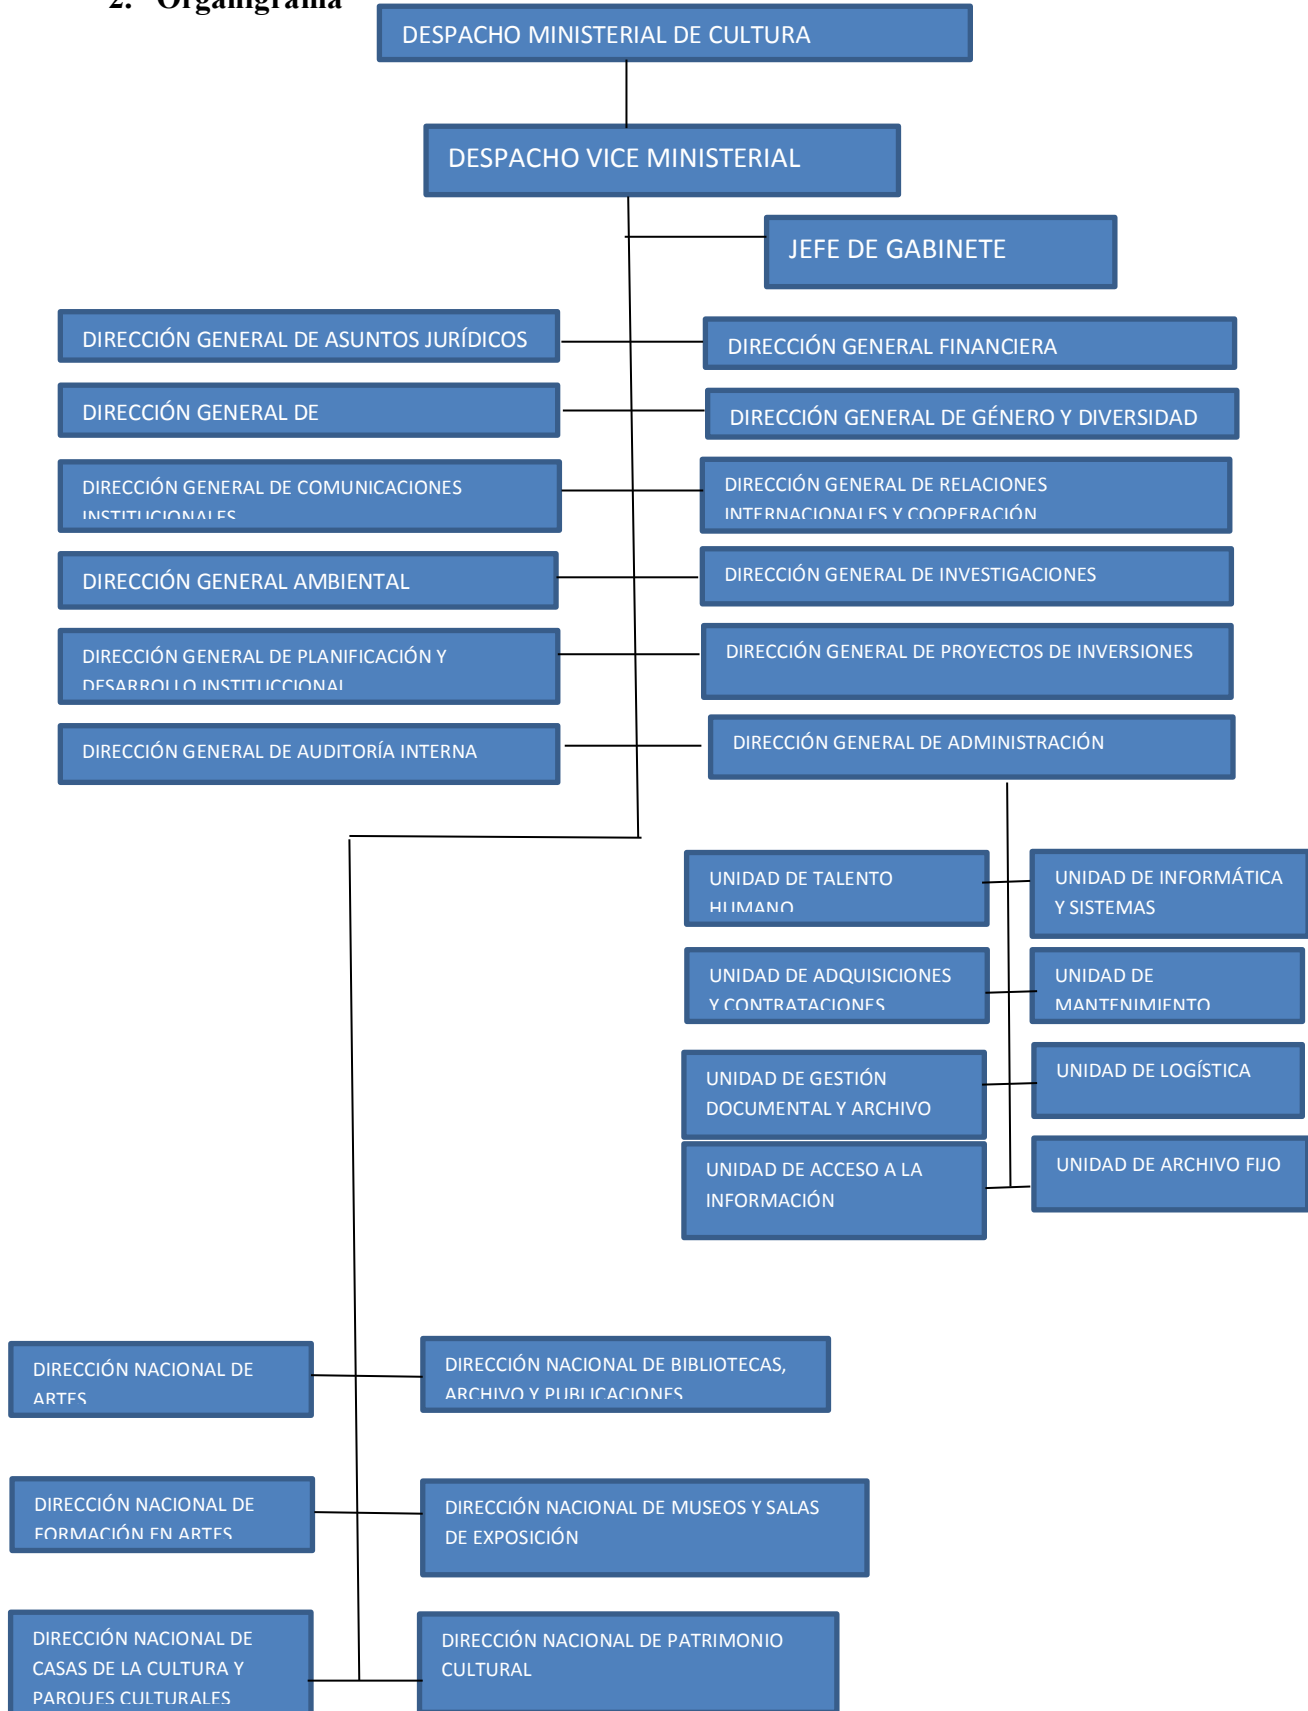 2. Organigrama
DESPACHO MINISTERIAL DE CULTURA
DESPACHO VICE MINISTERIAL
JEFE DE GABINETE
DIRECCIÓN GENERAL DE ASUNTOS JURÍDICOS
DIRECCIÓN GENERAL FINANCIERA
DIRECCIÓN GENERAL DE
DIRECCIÓN GENERAL DE GÉNERO Y DIVERSIDAD
DIRECCIÓN GENERAL DE COMUNICACIONES
INSTITUCIONALES
DIRECCIÓN GENERAL DE RELACIONES
INTERNACIONALES Y COOPERACIÓN
DIRECCIÓN GENERAL AMBIENTAL
DIRECCIÓN GENERAL DE INVESTIGACIONES
DIRECCIÓN GENERAL DE PLANIFICACIÓN Y
DESARROLLO INSTITUCCIONAL
DIRECCIÓN GENERAL DE PROYECTOS DE INVERSIONES
DIRECCIÓN GENERAL DE AUDITORÍA INTERNA
DIRECCIÓN GENERAL DE ADMINISTRACIÓN
UNIDAD DE TALENTO
HUMANO
UNIDAD DE INFORMÁTICA
Y SISTEMAS
UNIDAD DE ADQUISICIONES
Y CONTRATACIONES
UNIDAD DE
MANTENIMIENTO
UNIDAD DE GESTIÓN
DOCUMENTAL Y ARCHIVO
UNIDAD DE LOGÍSTICA
UNIDAD DE ACCESO A LA
INFORMACIÓN
UNIDAD DE ARCHIVO FIJO
DIRECCIÓN NACIONAL DE
ARTES
DIRECCIÓN NACIONAL DE BIBLIOTECAS,
ARCHIVO Y PUBLICACIONES
DIRECCIÓN NACIONAL DE
FORMACIÓN EN ARTES
DIRECCIÓN NACIONAL DE MUSEOS Y SALAS
DE EXPOSICIÓN
DIRECCIÓN NACIONAL DE
CASAS DE LA CULTURA Y
PARQUES CULTURALES
DIRECCIÓN NACIONAL DE PATRIMONIO
CULTURAL